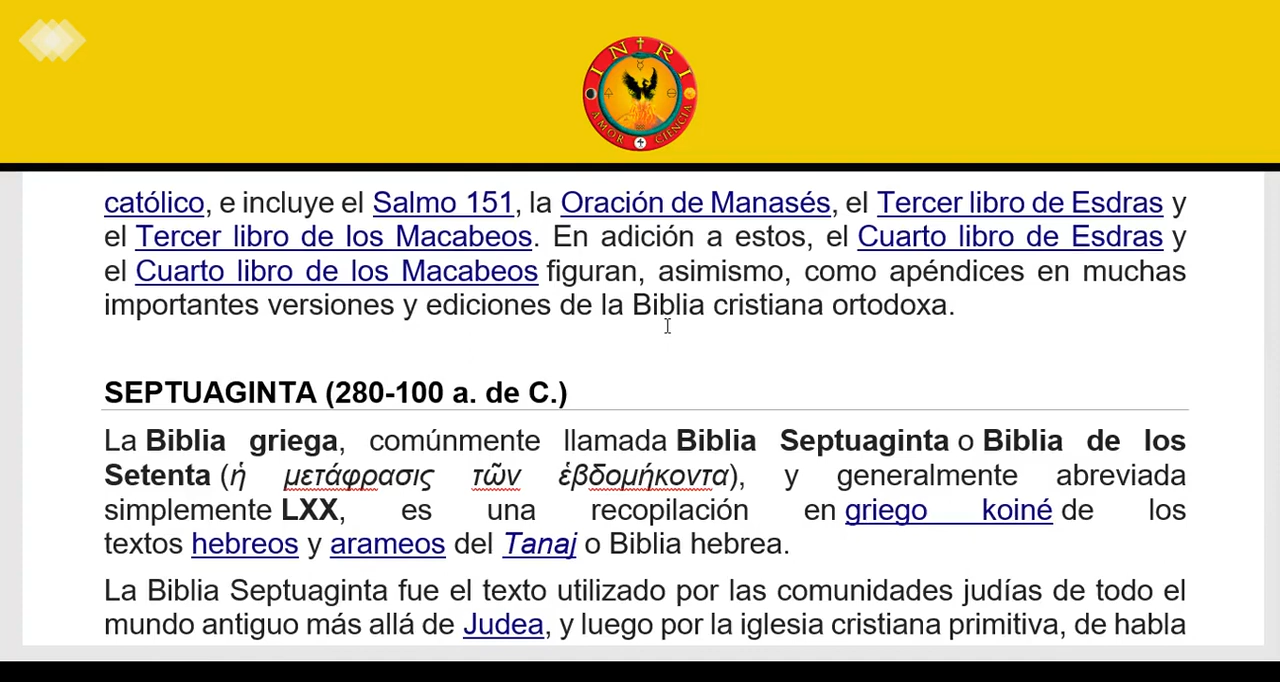 INRI
AMOR CIENCIA
católico, e incluye el Salmo 151, la Oración de Manasés, el Tercer libro de Esdras y
el Tercer libro de los Macabeos. En adición a estos, el Cuarto libro de Esdras y
el Cuarto libro de los Macabeos figuran, asimismo, como apéndices en muchas
importantes versiones y ediciones de la Biblia cristiana ortodoxa.
SEPTUAGINTA (280-100 a. de C.)
La Biblia griega, comúnmente llamada Biblia Septuaginta o Biblia de los
Setenta (ἡ μετάφρασις τῶν ἑβδομήκοντα), y generalmente abreviada
simplemente LXX, es una recopilación en griego koiné de los
textos hebreos y arameos del Tanaj o Biblia hebrea.
La Biblia Septuaginta fue el texto utilizado por las comunidades judías de todo el
mundo antiguo más allá de Judea, y luego por la iglesia cristiana primitiva, de habla